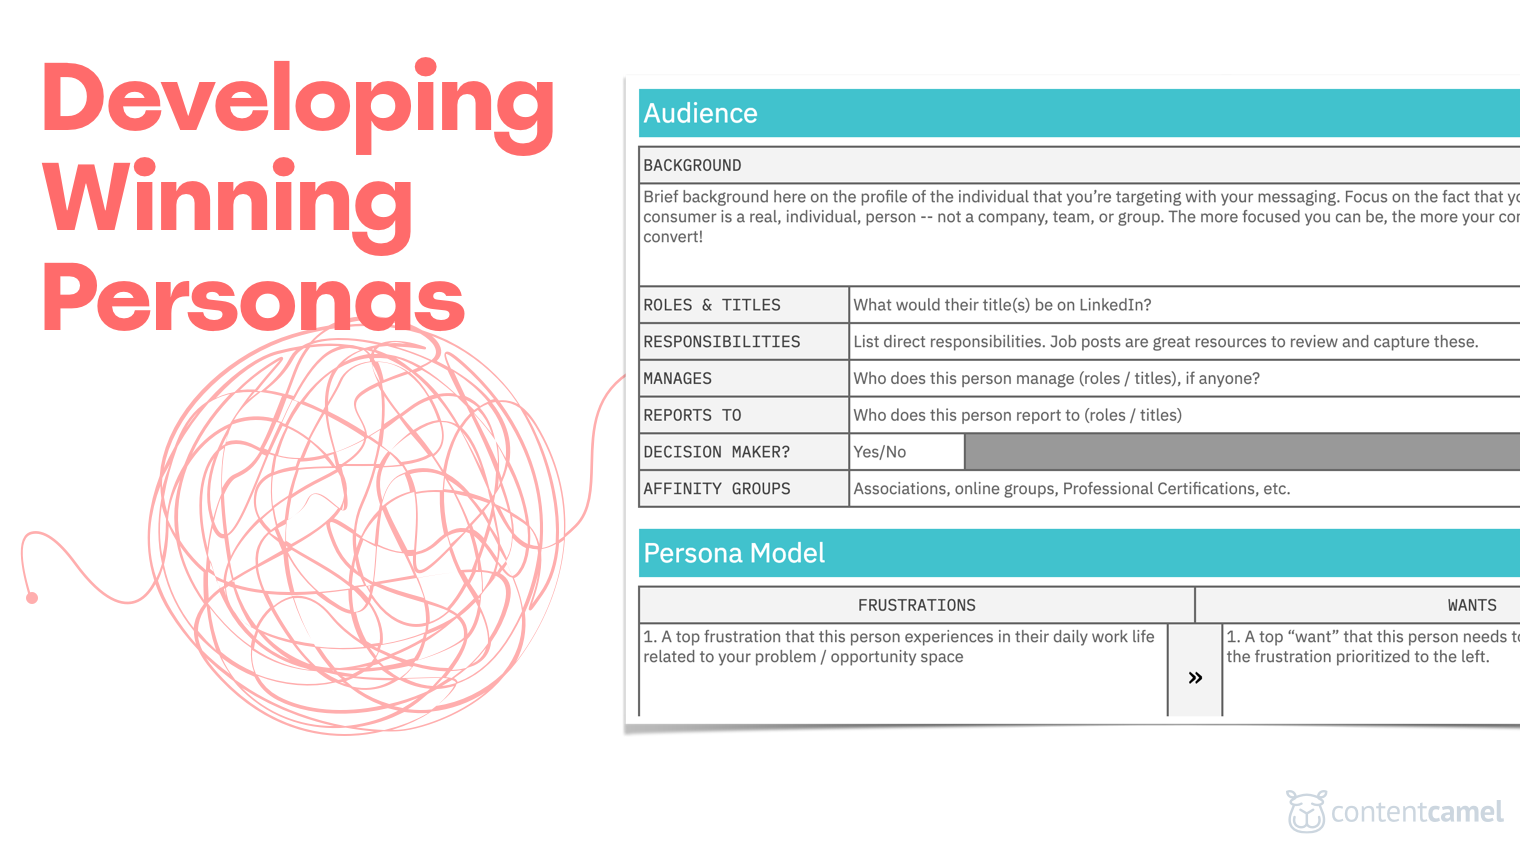 Developing
Winning
Personas
Audience
BACKGROUND
Brief background here on the profile of the individual that you’re targeting with your messaging. Focus on the fact that
consumer is a real, individual, person -- not a company, team, or group. The more focused you can be, the more your
convert!
ROLES & TITLES
What would their title(s) be on LinkedIn?
RESPONSIBILITIES
List direct responsibilities. Job posts are great resources to review and capture these.
MANAGES
Who does this person manage (roles / titles), if anyone?
REPORTS TO
Who does this person report to (roles / titles)
DECISION MAKER?
Yes/No
AFFINITY GROUPS
Associations, online groups, Professional Certifications, etc.
Persona Model
FRUSTRATIONS
WANTS
1. A top frustration that this person experiences in their daily work life
related to your problem / opportunity space
»
1. A top “want” that this person needs
the frustration prioritized to the left.
contentcamel